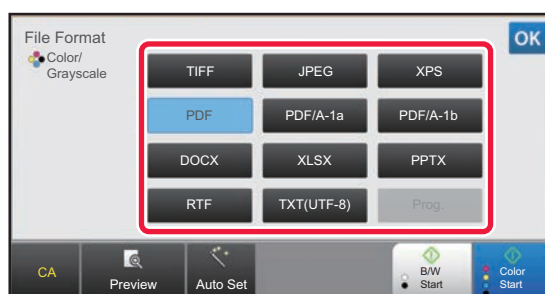 File Format
OK
Color/
Grayscale
TIFF
JPEG
XPS
PDF
PDF/A-1a
PDF/A-1b
DOCX
XLSX
PPTX
RTF
TXT(UTF-8)
Prog.
CA
Preview
Auto Set
B/W
Start
Color
Start